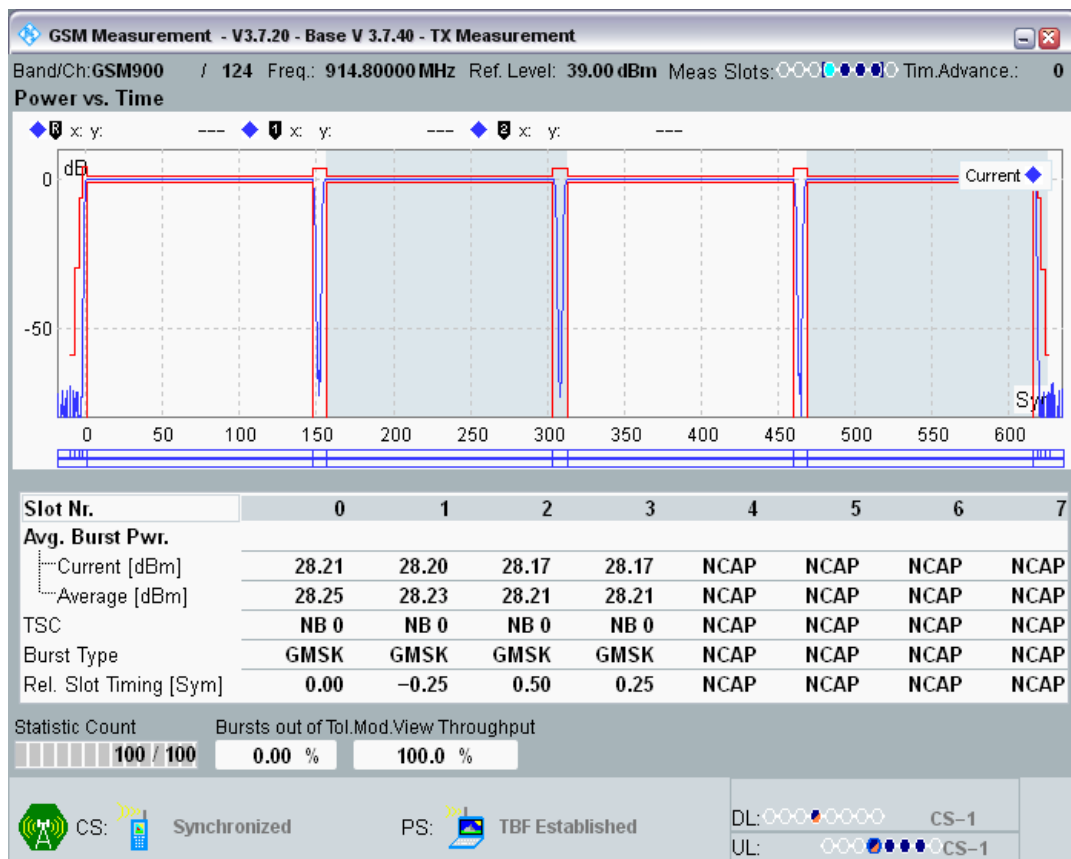 GSM Measurement - V3.7.20 - Base V 3.7.40 - TX Measurement
Band/Ch:GSM900 / 124 Freq.: 914.80000 MHz Ref. Level: 39.00 dBm Meas Slots: Tim.Advance.: 0
Power vs. Time
R x: y: --- 1 x: y: --- 2 x: y: ---
dB
Current
0
-50
Sy
0 50 100 150 200 250 300 350 400 450 500 550 600
Slot Nr. 0 1 2 3 4 5 6 7
Avg. Burst Pwr.
Current [dBm] 28.21 28.20 28.17 28.17 NCAP NCAP NCAP NCAP
Average [dBm] 28.25 28.23 28.21 28.21 NCAP NCAP NCAP NCAP
TSC NB 0 NB 0 NB 0 NB 0 NCAP NCAP NCAP NCAP
Burst Type GMSK GMSK GMSK GMSK NCAP NCAP NCAP NCAP
Rel. Slot Timing [Sym] 0.00 −0.25 0.50 0.25 NCAP NCAP NCAP NCAP
Statistic Count Bursts out of Tol.Mod.View Throughput
100 / 100 0.00 % 100.0 %
CS: Synchronized PS: TBF Established
DL: CS−1
UL: CS−1